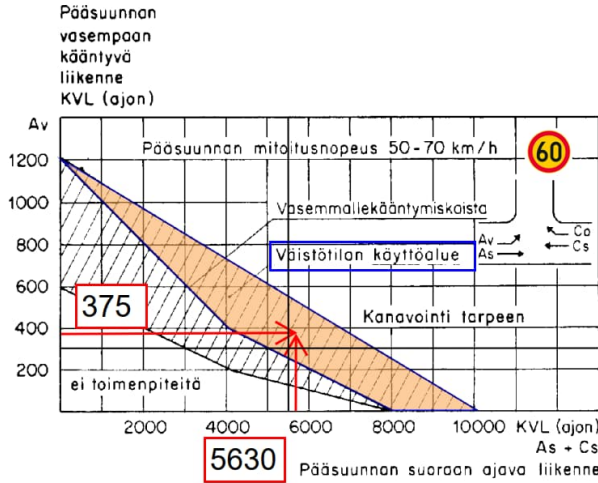 Pääsuunnan
vasempaan
kääntyvä
liikenne
KVL (ajon)
Av
Pääsuunnan mitoitusnopeus 50-70 km/h
60
1200
1000
Vasemmallekääntymiskaista
Ca
Cs
Av
As
800
Väistötilan käyttöalue
600
375
Kanavointi tarpeen
400
200
ei toimenpiteitä
2000 4000 6000 8000 10000 KVL (ajon)
As + Cs
5630
Pääsuunnan suoraan ajava liikenne